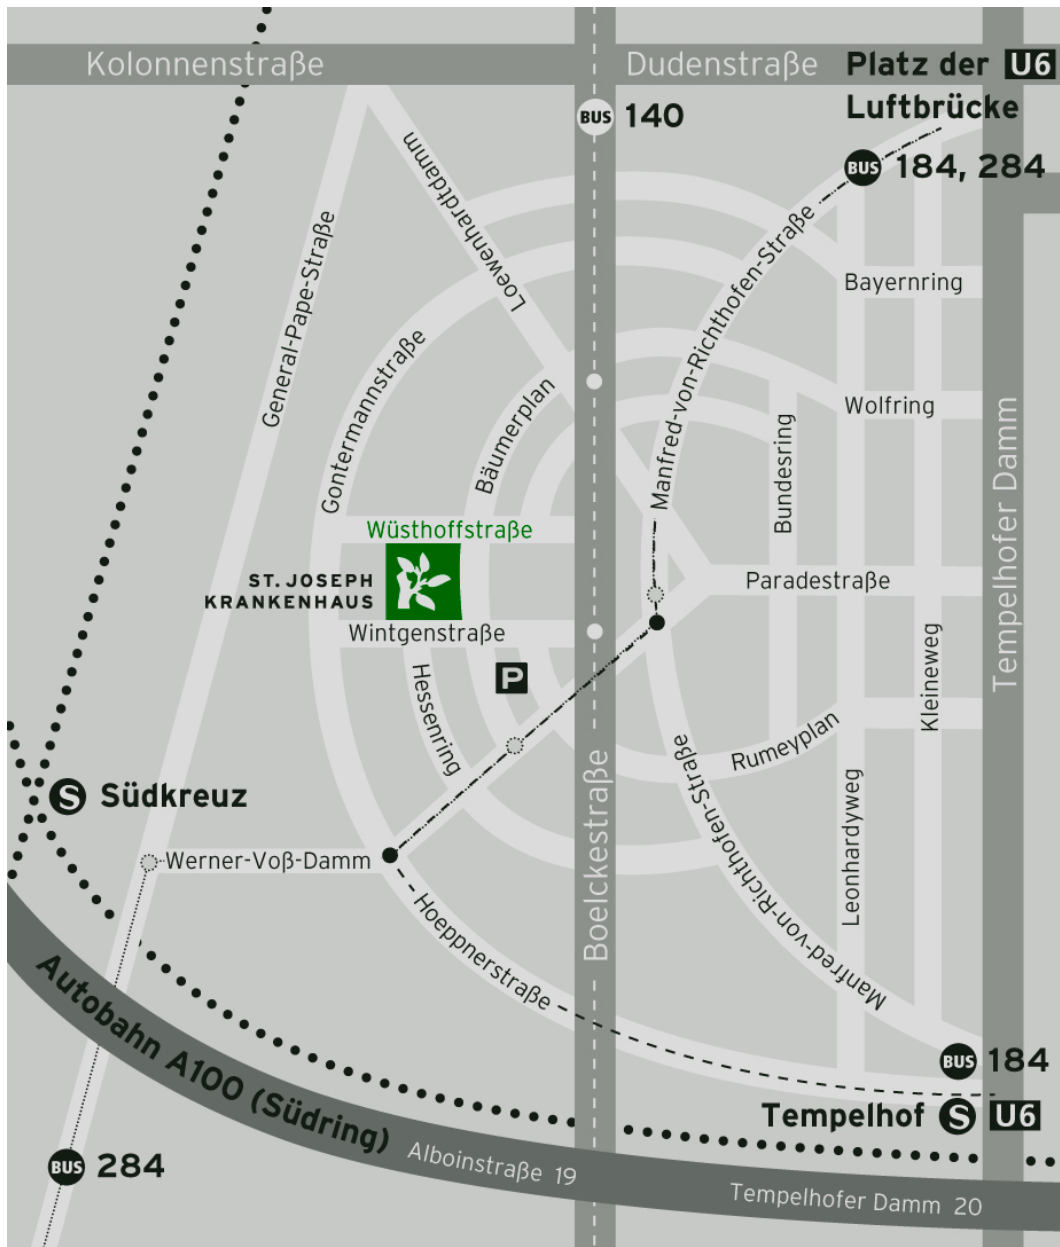 Kolonnenstraße
Dudenstraße
Platz der U6
Luftbrücke
BUS 140
BUS 184, 284
Loewenhardtdamm
General-Pape-Straße
Manfred-von-Richthofen-Straße
Bayernring
Gontermannstraße
Bäumerplan
Wolfring
Bundesring
Tempelhofer Damm
Wüsthoffstraße
ST. JOSEPH
KRANKENHAUS
Paradestraße
Wintgenstraße
P
Hessenring
Kleineweg
Rumeyplan
S Südkreuz
Boelckestraße
Manfred-von-Richthofen-Straße
Leonhardyweg
Werner-Voß-Damm
Hoeppnerstraße
Autobahn A100 (Südring)
BUS 184
Tempelhof S U6
BUS 284
Alboinstraße 19
Tempelhofer Damm 20